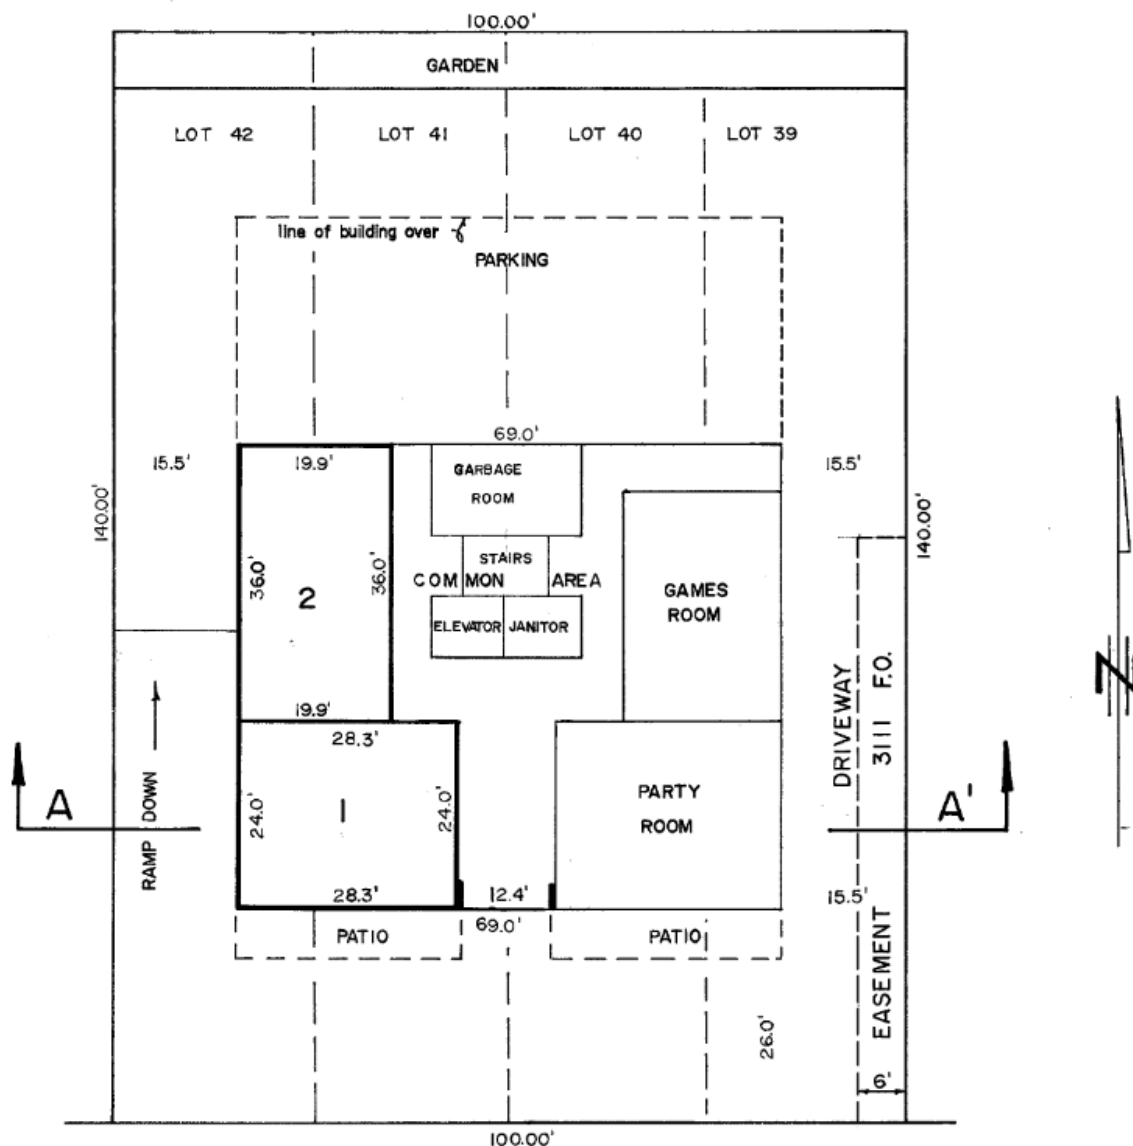 100.00'
GARDEN
LOT 42
LOT 41
LOT 40
LOT 39
line of building over
PARKING
69.0'
15.5'
19.9'
GARBAGE
ROOM
15.5'
140.00'
140.00'
36.0'
2
36.0'
STAIRS
COMMON AREA
GAMES
ROOM
ELEVATOR
JANITOR
19.9'
28.3'
DRIVEWAY
3111 F.O.
N
A
RAMP DOWN
24.0'
1
24.0'
PARTY
ROOM
A'
28.3'
12.4'
15.5'
69.0'
PATIO
PATIO
EASEMENT
26.0'
6'
100.00'